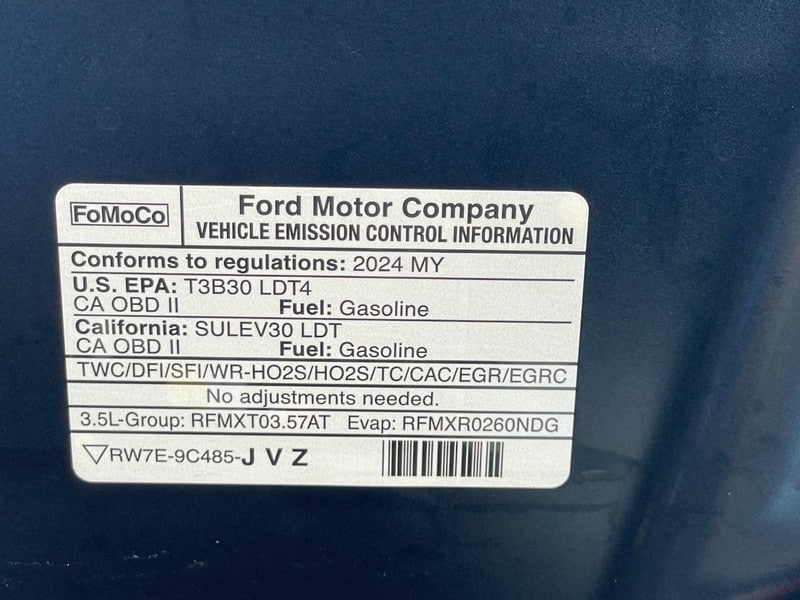 FoMoCo
Ford Motor Company
VEHICLE EMISSION CONTROL INFORMATION
Conforms to regulations: 2024 MY
U.S. EPA: T3B30 LDT4
CA OBD II Fuel: Gasoline
California: SULEV30 LDT
CA OBD II Fuel: Gasoline
TWC/DFI/SFI/WR-HO2S/HO2S/TC/CAC/EGR/EGRC
No adjustments needed.
3.5L-Group: RFMXT03.57AT Evap: RFMXR0260NDG
RW7E-9C485-J V Z